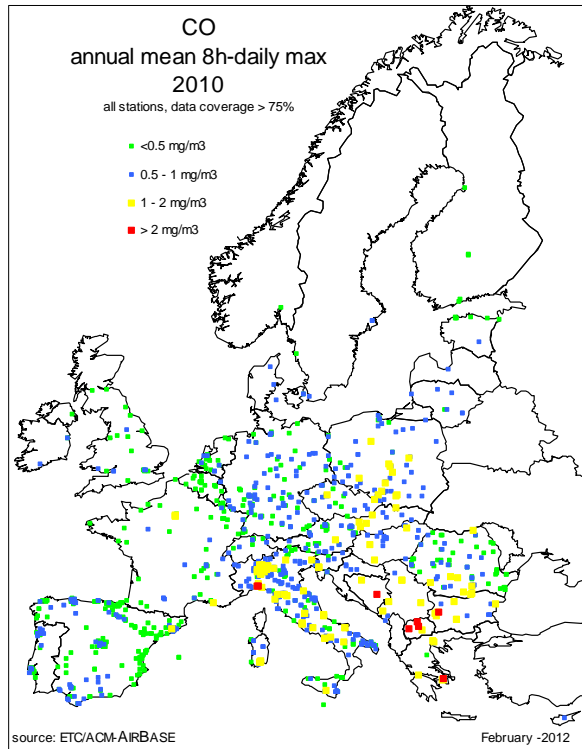 CO
annual mean 8h-daily max
2010
all stations, data coverage > 75%
<0.5 mg/m3
0.5 - 1 mg/m3
1 - 2 mg/m3
> 2 mg/m3
source: ETC/ACM-AIRBASE
February -2012